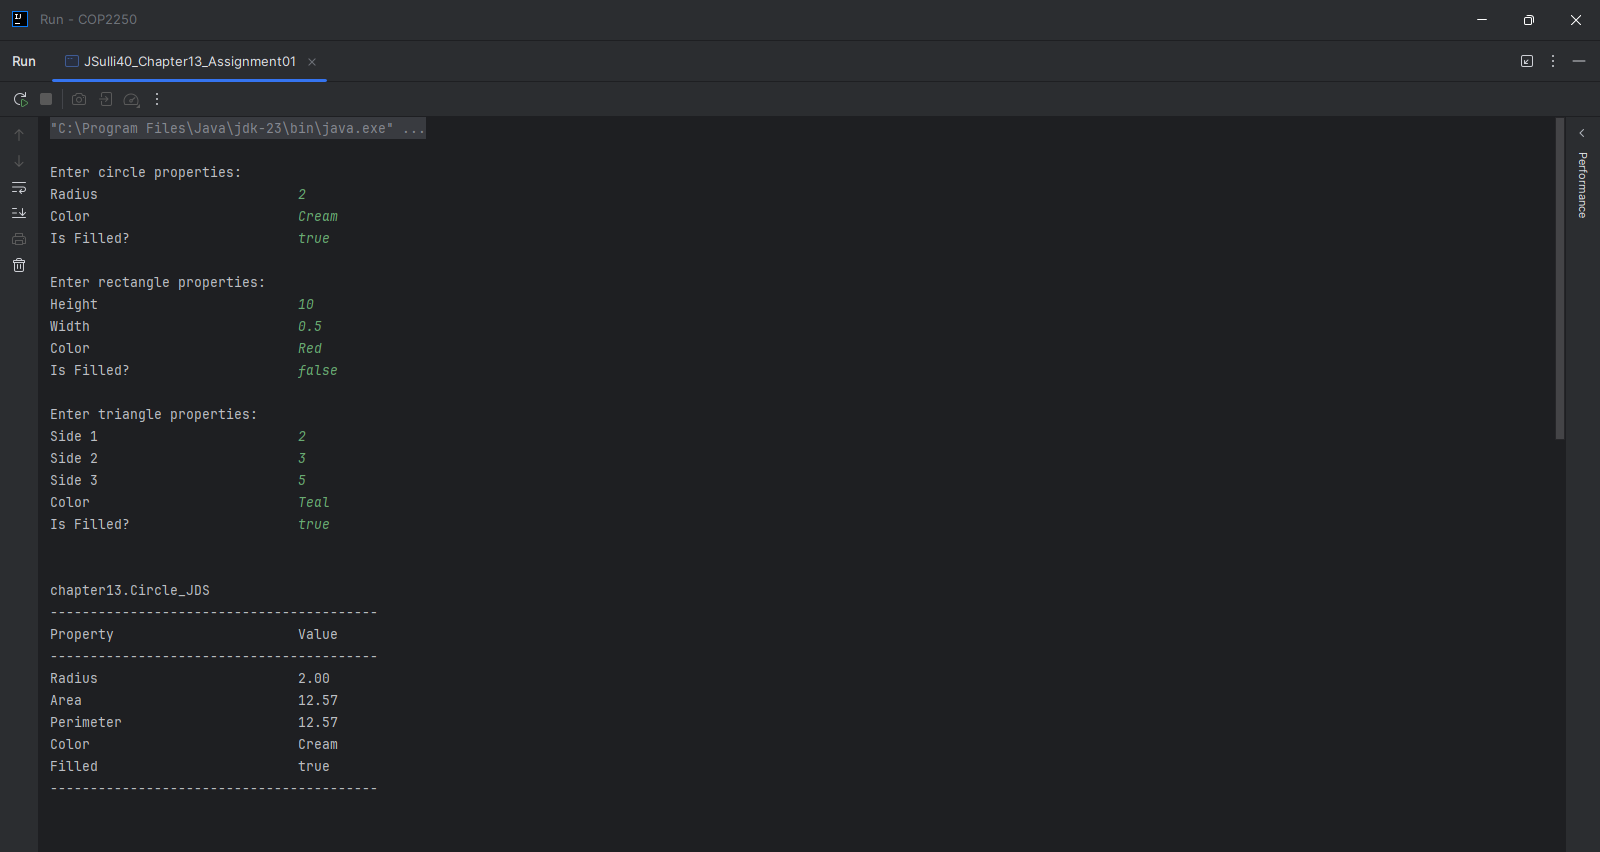 Run - COP2250
Run JSulli40_Chapter13_Assignment01
"C:\Program Files\Java\jdk-23\bin\java.exe" ...
Enter circle properties:
Radius 2
Color Cream
Is Filled? true
Enter rectangle properties:
Height 10
Width 0.5
Color Red
Is Filled? false
Enter triangle properties:
Side 1 2
Side 2 3
Side 3 5
Color Teal
Is Filled? true
chapter13.Circle_JDS
-----------------------------------------
Property Value
-----------------------------------------
Radius 2.00
Area 12.57
Perimeter 12.57
Color Cream
Filled true
-----------------------------------------
Performance